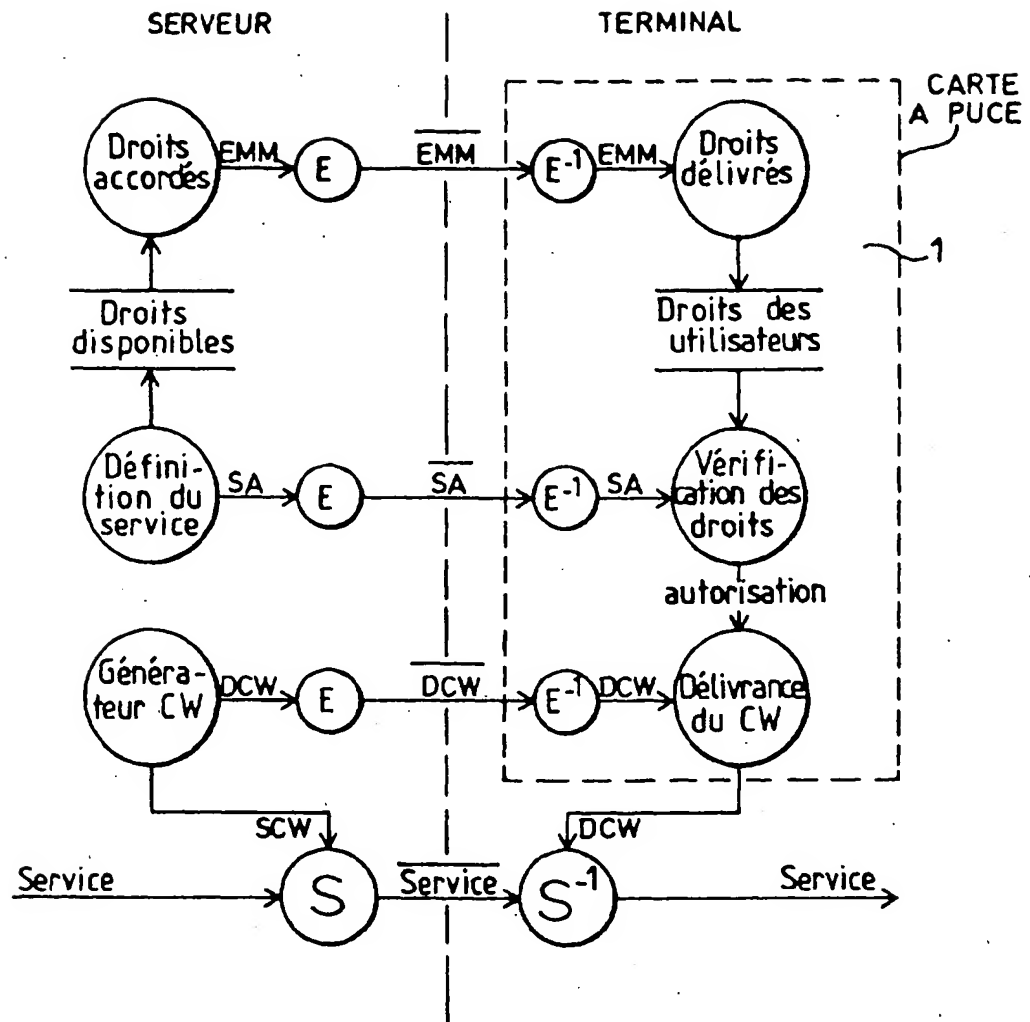 SERVEUR
TERMINAL
CARTE
A PUCE
Droits
accordés
EMM
E
EMM
E-1
EMM
Droits
délivrés
1
Droits
disponibles
Droits des
utilisateurs
Défini-
tion du
service
SA
E
SA
E-1
SA
Vérifi-
cation des
droits
autorisation
Généra-
teur CW
DCW
E
DCW
E-1
DCW
Délivrance
du CW
SCW
DCW
Service
S
Service
S-1
Service